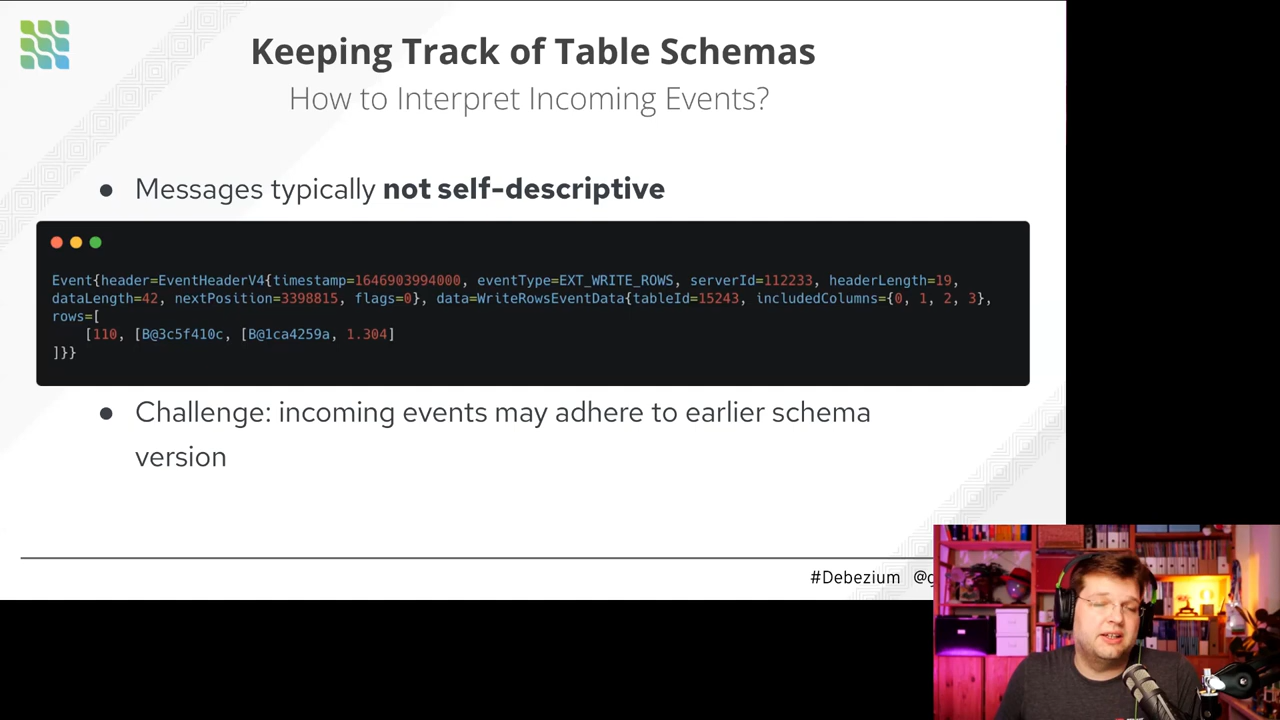 Keeping Track of Table Schemas
How to Interpret Incoming Events?
● Messages typically not self-descriptive
Event{header=EventHeaderV4{timestamp=1646903994000, eventType=EXT_WRITE_ROWS, serverId=112233, headerLength=19,
dataLength=42, nextPosition=3398815, flags=0}, data=WriteRowsEventData{tableId=15243, includedColumns={0, 1, 2, 3},
rows=[
[110, [B@3c5f410c, [B@1ca4259a, 1.304]
]}}
● Challenge: incoming events may adhere to earlier schema
version
#Debezium